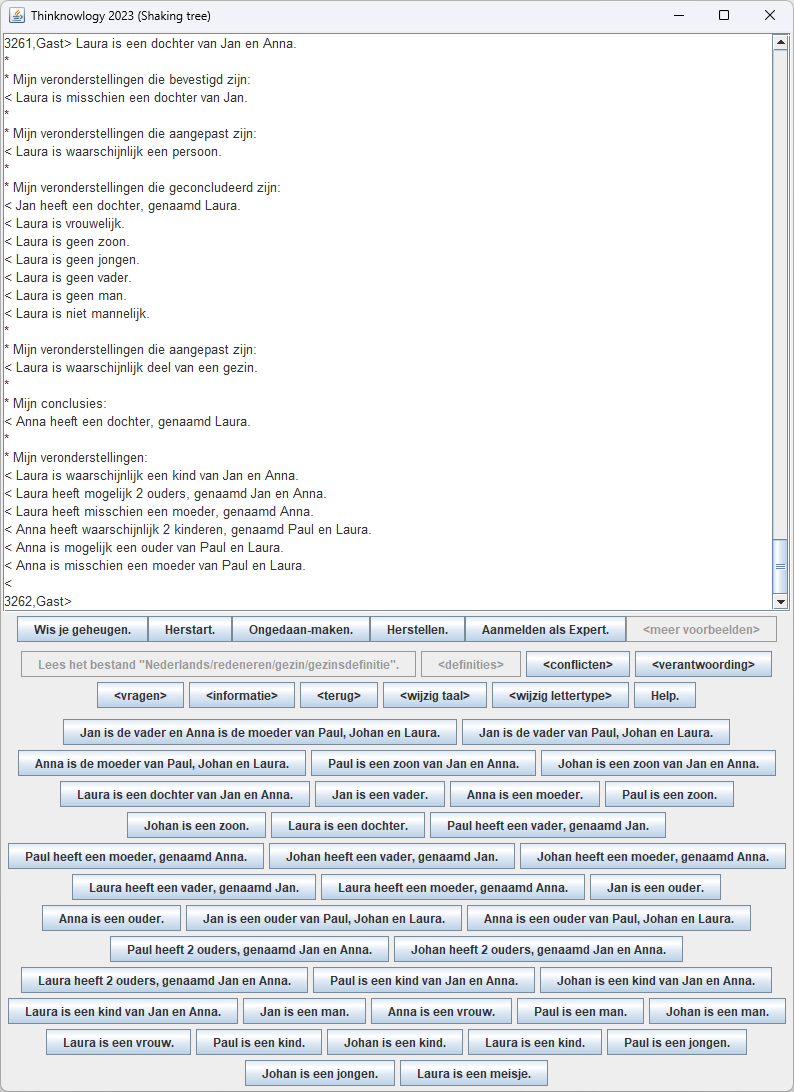 Thinknowlogy 2023 (Shaking tree)
3261,Gast> Laura is een dochter van Jan en Anna.
*
* Mijn veronderstellingen die bevestigd zijn:
< Laura is misschien een dochter van Jan.
*
* Mijn veronderstellingen die aangepast zijn:
< Laura is waarschijnlijk een persoon.
*
* Mijn veronderstellingen die geconcludeerd zijn:
< Jan heeft een dochter, genaamd Laura.
< Laura is vrouwelijk.
< Laura is geen zoon.
< Laura is geen jongen.
< Laura is geen vader.
< Laura is geen man.
< Laura is niet mannelijk.
*
* Mijn veronderstellingen die aangepast zijn:
< Laura is waarschijnlijk deel van een gezin.
*
* Mijn conclusies:
< Anna heeft een dochter, genaamd Laura.
*
* Mijn veronderstellingen:
< Laura is waarschijnlijk een kind van Jan en Anna.
< Laura heeft mogelijk 2 ouders, genaamd Jan en Anna.
< Laura heeft misschien een moeder, genaamd Anna.
< Anna heeft waarschijnlijk 2 kinderen, genaamd Paul en Laura.
< Anna is mogelijk een ouder van Paul en Laura.
< Anna is misschien een moeder van Paul en Laura.
<
3262,Gast>
Wis je geheugen. Herstart. Ongedaan-maken. Herstellen. Aanmelden als Expert. <meer voorbeelden>
Lees het bestand "Nederlands/redeneren/gezin/gezinsdefinitie". <definities> <conflicten> <verantwoording>
<vragen> <informatie> <terug> <wijzig taal> <wijzig lettertype> Help.
Jan is de vader en Anna is de moeder van Paul, Johan en Laura. Jan is de vader van Paul, Johan en Laura.
Anna is de moeder van Paul, Johan en Laura. Paul is een zoon van Jan en Anna. Johan is een zoon van Jan en Anna.
Laura is een dochter van Jan en Anna. Jan is een vader. Anna is een moeder. Paul is een zoon.
Johan is een zoon. Laura is een dochter. Paul heeft een vader, genaamd Jan.
Paul heeft een moeder, genaamd Anna. Johan heeft een vader, genaamd Jan. Johan heeft een moeder, genaamd Anna.
Laura heeft een vader, genaamd Jan. Laura heeft een moeder, genaamd Anna. Jan is een ouder.
Anna is een ouder. Jan is een ouder van Paul, Johan en Laura. Anna is een ouder van Paul, Johan en Laura.
Paul heeft 2 ouders, genaamd Jan en Anna. Johan heeft 2 ouders, genaamd Jan en Anna.
Laura heeft 2 ouders, genaamd Jan en Anna. Paul is een kind van Jan en Anna. Johan is een kind van Jan en Anna.
Laura is een kind van Jan en Anna. Jan is een man. Anna is een vrouw. Paul is een man. Johan is een man.
Laura is een vrouw. Paul is een kind. Johan is een kind. Laura is een kind. Paul is een jongen.
Johan is een jongen. Laura is een meisje.